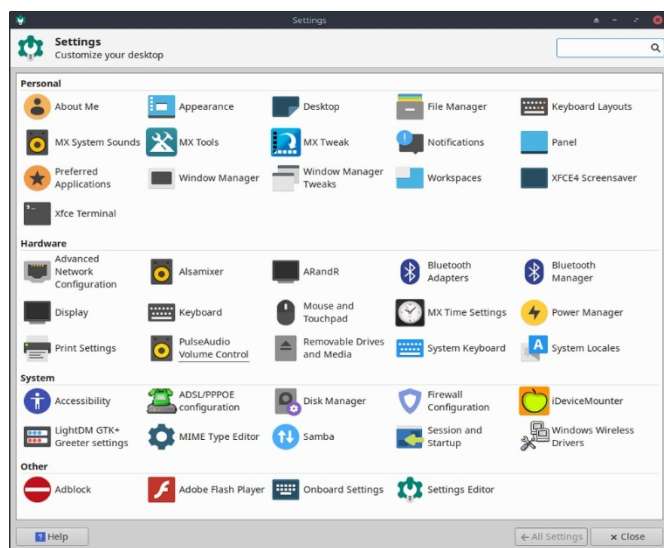 Settings
Settings
Customize your desktop
Personal
About Me
Appearance
Desktop
File Manager
Keyboard Layouts
MX System Sounds
MX Tools
MX Tweak
Notifications
Panel
Preferred
Applications
Window Manager
Window Manager
Tweaks
Workspaces
XFCE4 Screensaver
Xfce Terminal
Hardware
Advanced
Network
Configuration
Alsamixer
ARandR
Bluetooth
Adapters
Bluetooth
Manager
Display
Keyboard
Mouse and
Touchpad
MX Time Settings
Power Manager
Print Settings
PulseAudio
Volume Control
Removable Drives
and Media
System Keyboard
A
System Locales
System
Accessibility
ADSL/PPPOE
configuration
Disk Manager
Firewall
Configuration
iDeviceMounter
LightDM GTK+
Greeter settings
MIME Type Editor
Samba
Session and
Startup
Windows Wireless
Drivers
Other
Adblock
Adobe Flash Player
Onboard Settings
Settings Editor
? Help
← All Settings
× Close